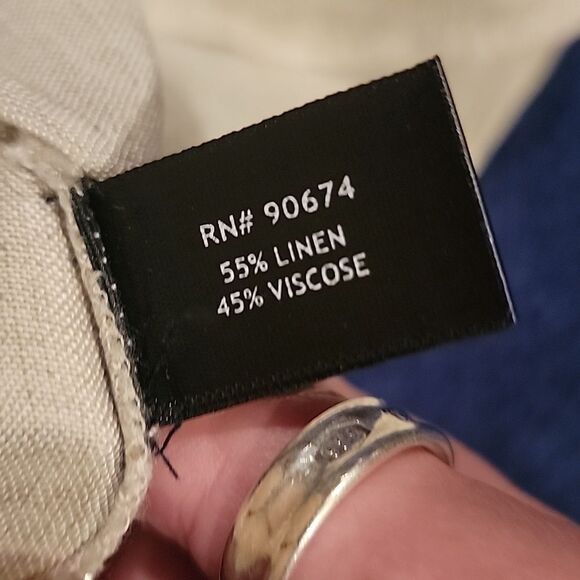 RN# 90674
55% LINEN
45% VISCOSE